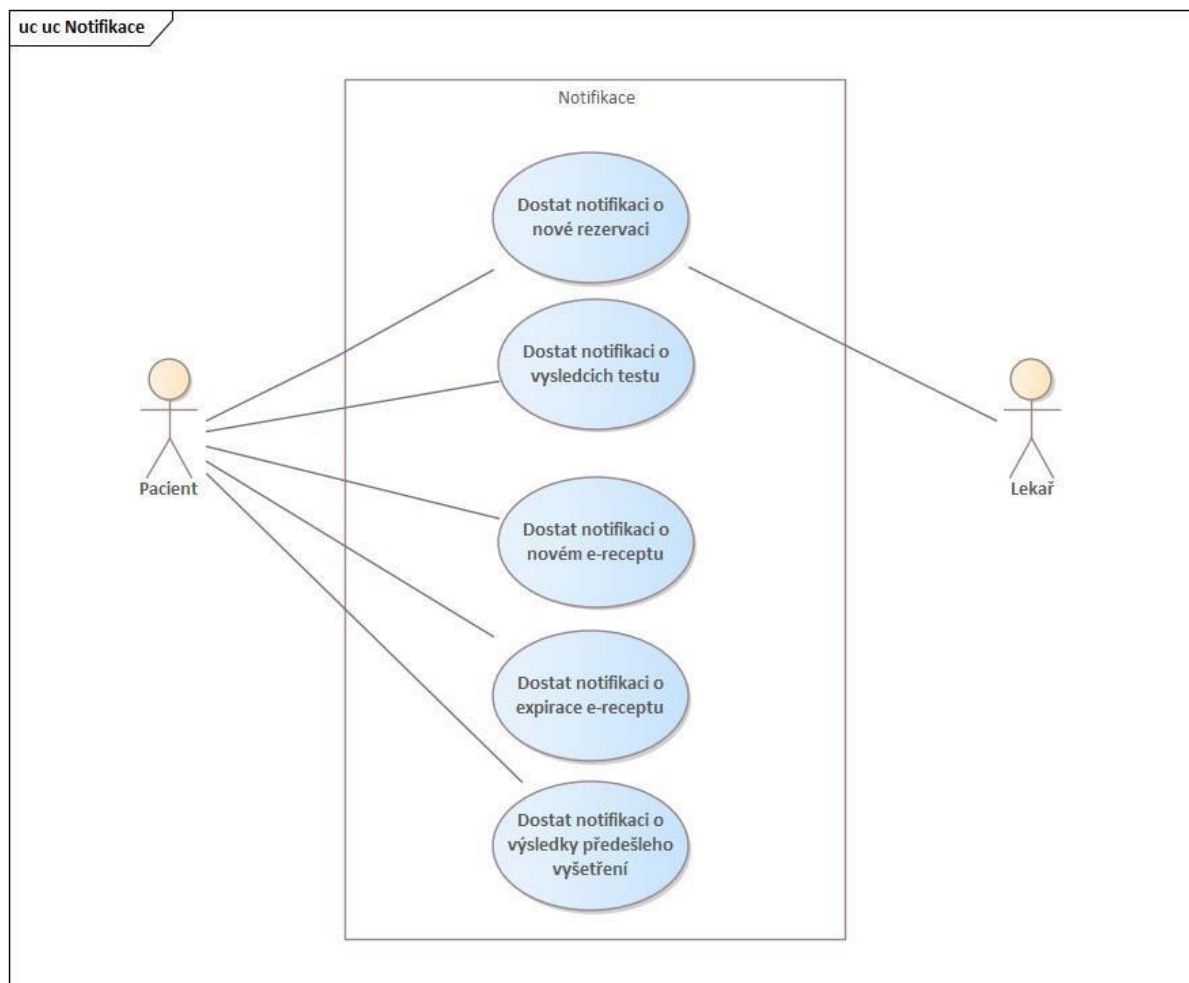 uc uc Notifikace
Notifikace
Dostat notifikaci o
nové rezervaci
Dostat notifikaci o
vysledcich testu
Pacient
Lekař
Dostat notifikaci o
novém e-receptu
Dostat notifikaci o
expirace e-receptu
Dostat notifikaci o
výsledky předešleho
vyšetření